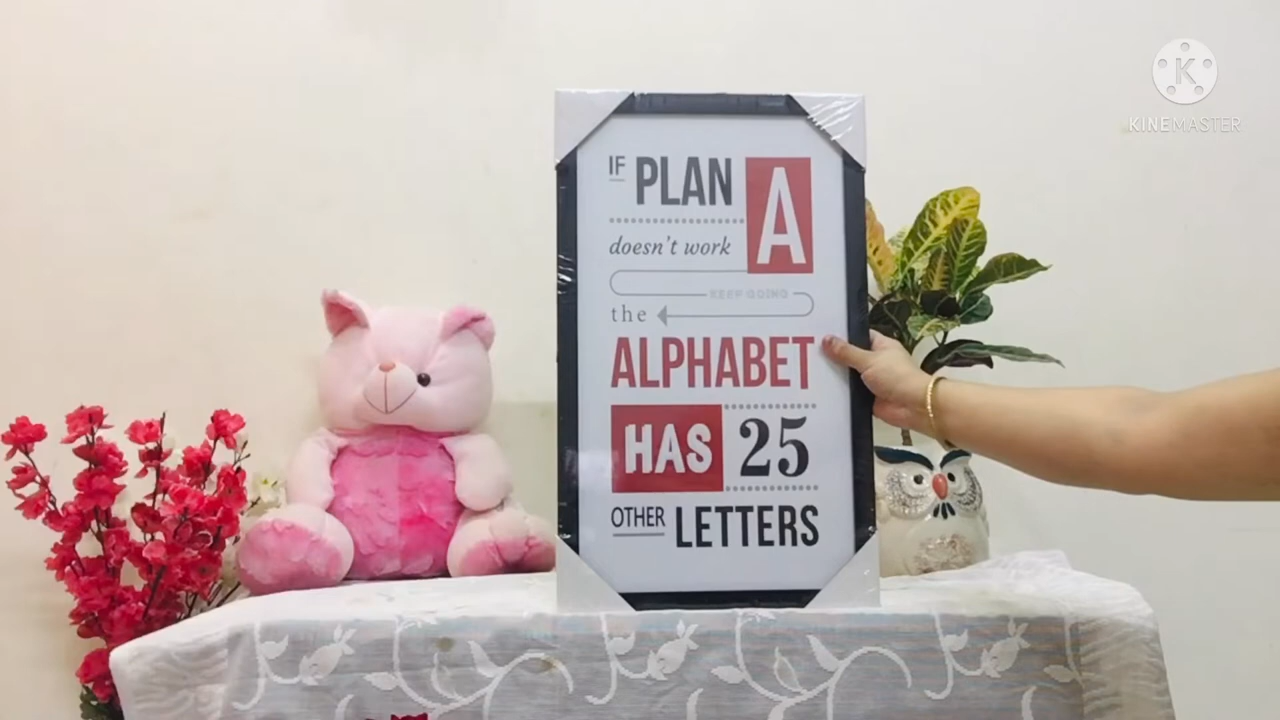 IF PLAN A
doesn't work
KEEP GOING
the
ALPHABET
HAS 25
OTHER LETTERS
K
KINEMASTER